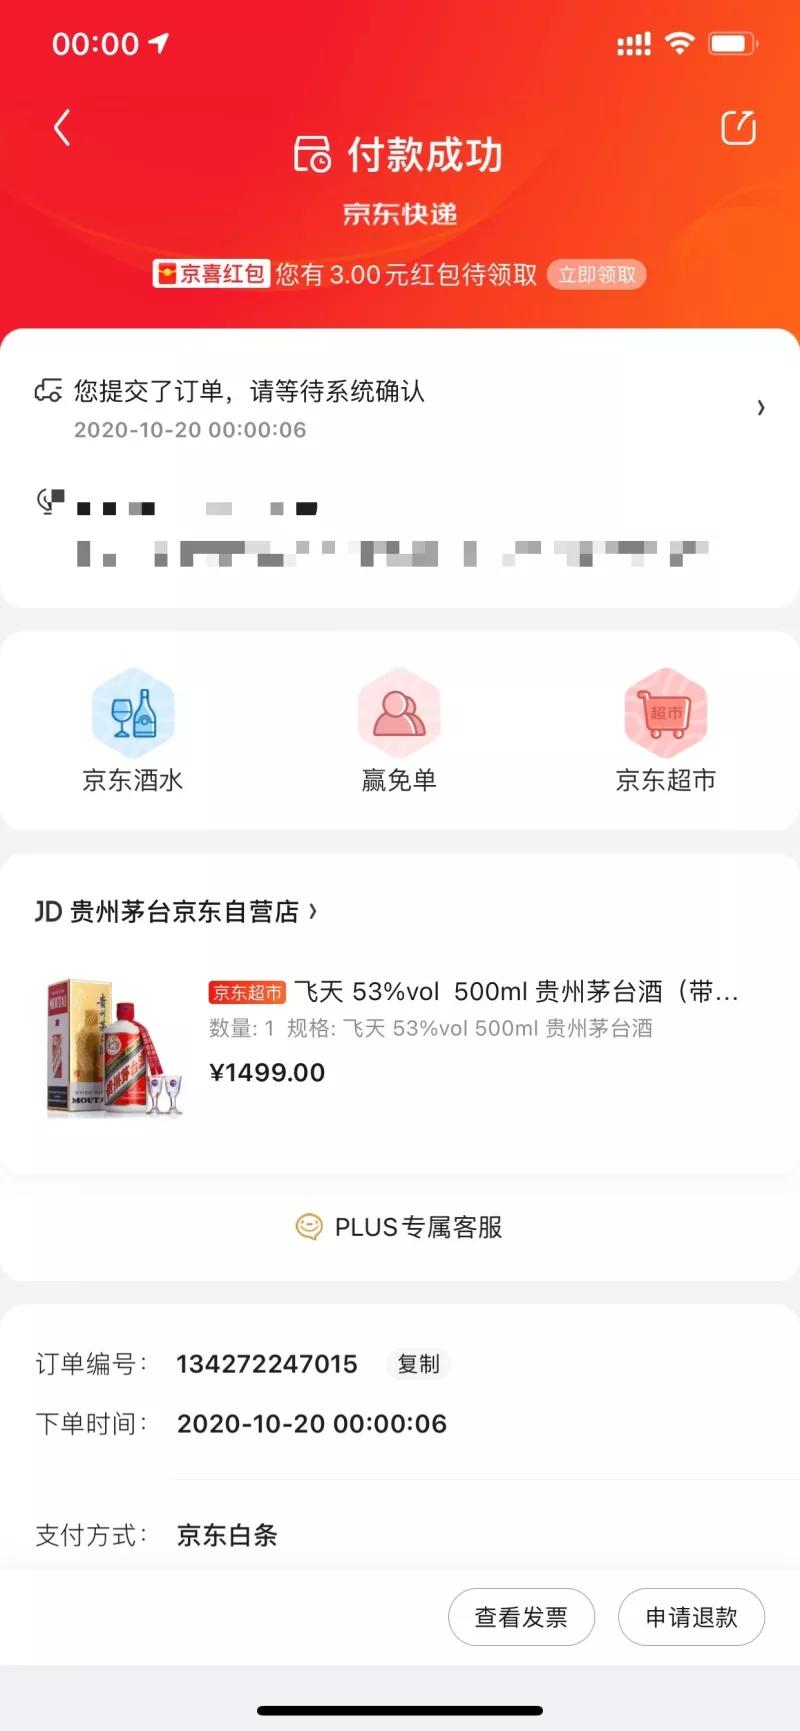 00:00
付款成功
京东快递
京喜红包 您有3.00元红包待领取 立即领取
您提交了订单，请等待系统确认
2020-10-20 00:00:06
京东酒水 赢免单 超市 京东超市
JD 贵州茅台京东自营店
京东超市 飞天 53%vol 500ml 贵州茅台酒（带...
数量: 1 规格: 飞天 53%vol 500ml 贵州茅台酒
¥1499.00
PLUS专属客服
订单编号： 134272247015 复制
下单时间： 2020-10-20 00:00:06
支付方式： 京东白条
查看发票 申请退款